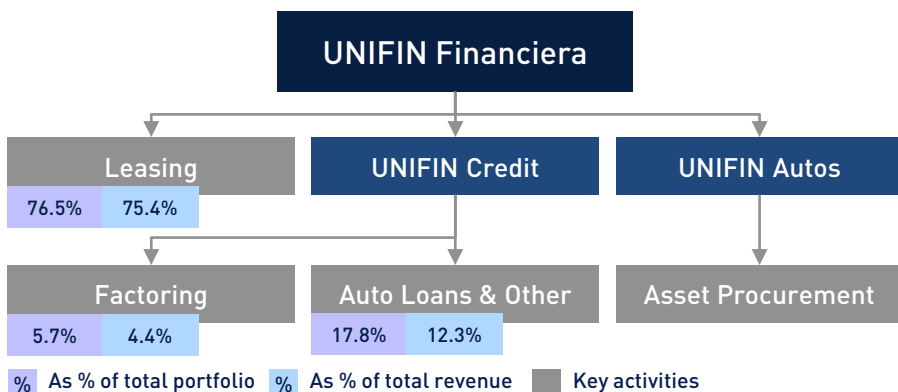 UNIFIN Financiera
Leasing
UNIFIN Credit
UNIFIN Autos
76.5% 75.4%
Factoring
Auto Loans & Other
Asset Procurement
5.7% 4.4%
17.8% 12.3%
% As % of total portfolio % As % of total revenue Key activities